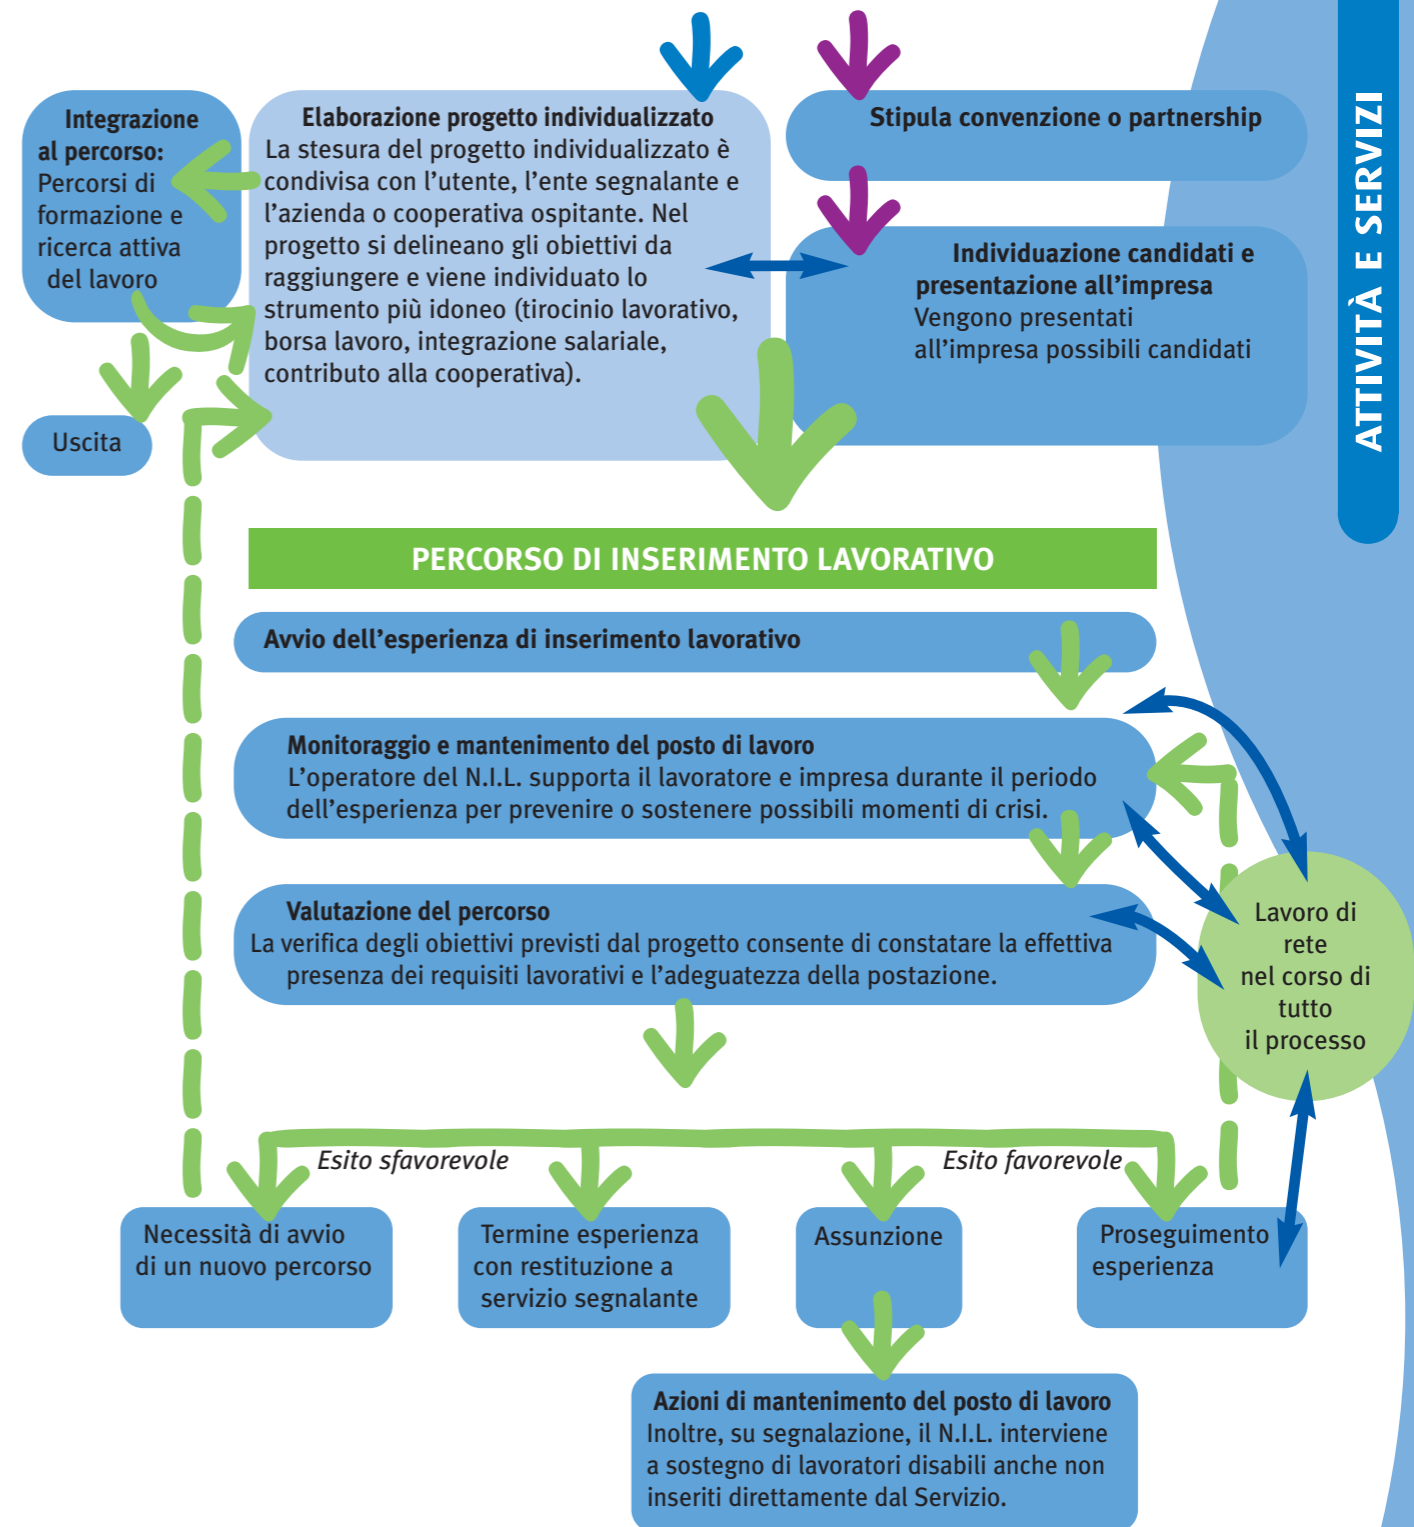 ATTIVITÀ E SERVIZI
Integrazione
al percorso:
Percorsi di
formazione e
ricerca attiva
del lavoro
Elaborazione progetto individualizzato
La stesura del progetto individualizzato è
condivisa con l’utente, l’ente segnalante e
l’azienda o cooperativa ospitante. Nel
progetto si delineano gli obiettivi da
raggiungere e viene individuato lo
strumento più idoneo (tirocinio lavorativo,
borsa lavoro, integrazione salariale,
contributo alla cooperativa).
Stipula convenzione o partnership
Individuazione candidati e
presentazione all’impresa
Vengono presentati
all’impresa possibili candidati
Uscita
PERCORSO DI INSERIMENTO LAVORATIVO
Avvio dell’esperienza di inserimento lavorativo
Monitoraggio e mantenimento del posto di lavoro
L’operatore del N.I.L. supporta il lavoratore e impresa durante il periodo
dell’esperienza per prevenire o sostenere possibili momenti di crisi.
Valutazione del percorso
La verifica degli obiettivi previsti dal progetto consente di constatare la effettiva
presenza dei requisiti lavorativi e l’adeguatezza della postazione.
Lavoro di
rete
nel corso di
tutto
il processo
Esito sfavorevole
Esito favorevole
Necessità di avvio
di un nuovo percorso
Termine esperienza
con restituzione a
servizio segnalante
Assunzione
Proseguimento
esperienza
Azioni di mantenimento del posto di lavoro
Inoltre, su segnalazione, il N.I.L. interviene
a sostegno di lavoratori disabili anche non
inseriti direttamente dal Servizio.